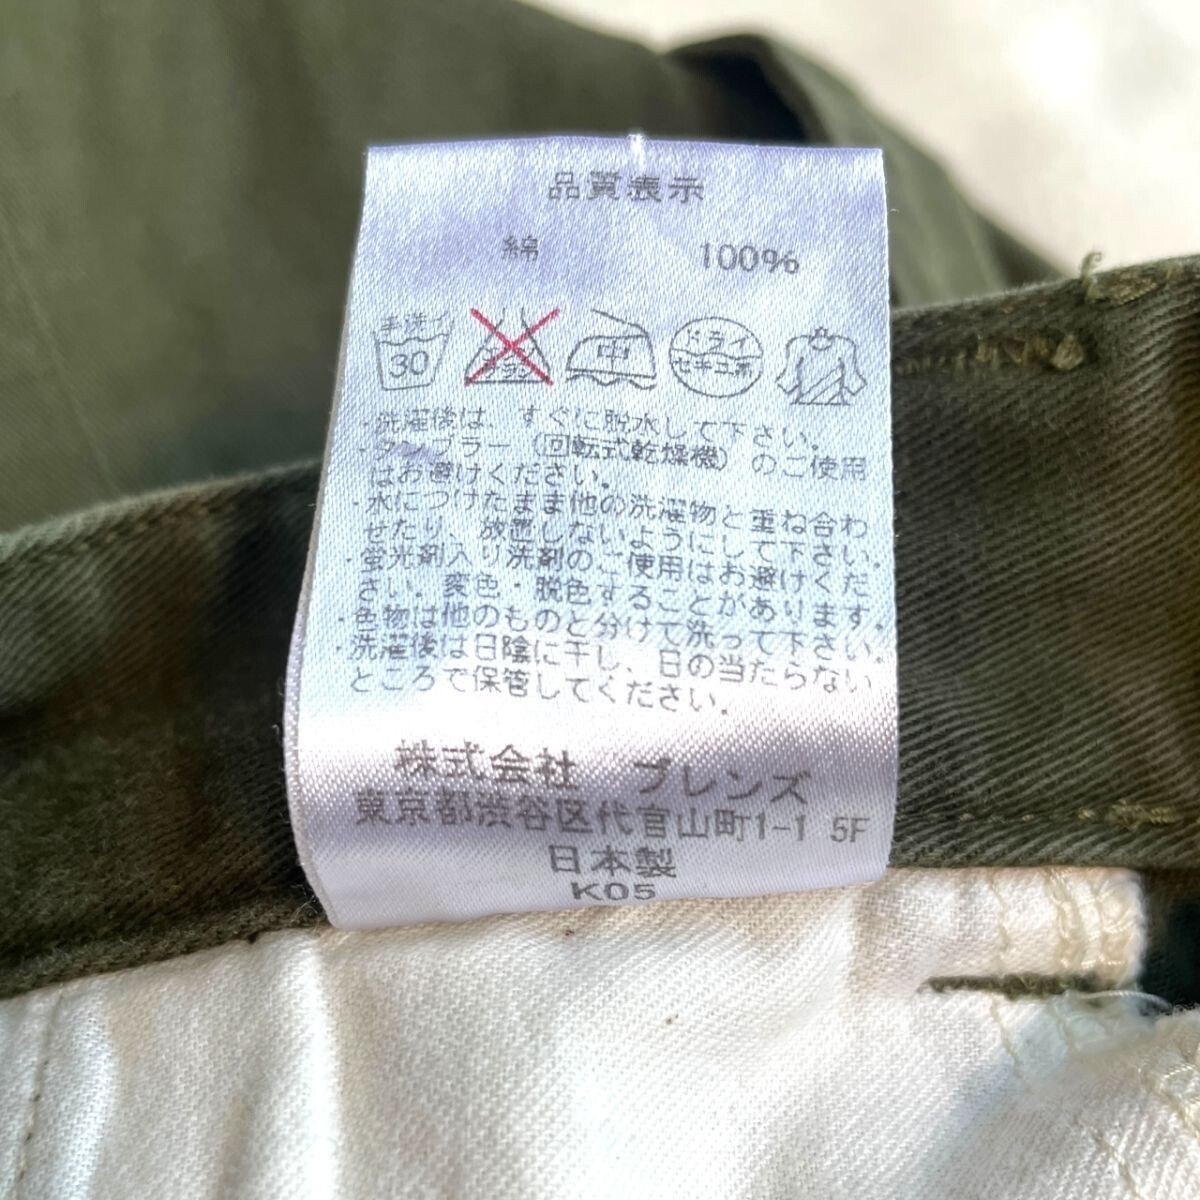 品質表示
綿 100%
手洗 30 エンソサラシ 中 ドライ セキユ系
・洗濯後は、すぐに脱水して下さい。
・タンブラー（回転式乾燥機）のご使用
はお避けください。
・水につけたまま他の洗濯物と重ね合わ
せたり、放置しないようにして下さい。
・蛍光剤入り洗剤のご使用はお避けくだ
さい。変色・脱色することがあります。
・色物は他のものと分けて洗って下さい。
・洗濯後は日陰に干し、日の当たらない
ところで保管してください。
株式会社 ブレンズ
東京都渋谷区代官山町1-1 5F
日本製
K05